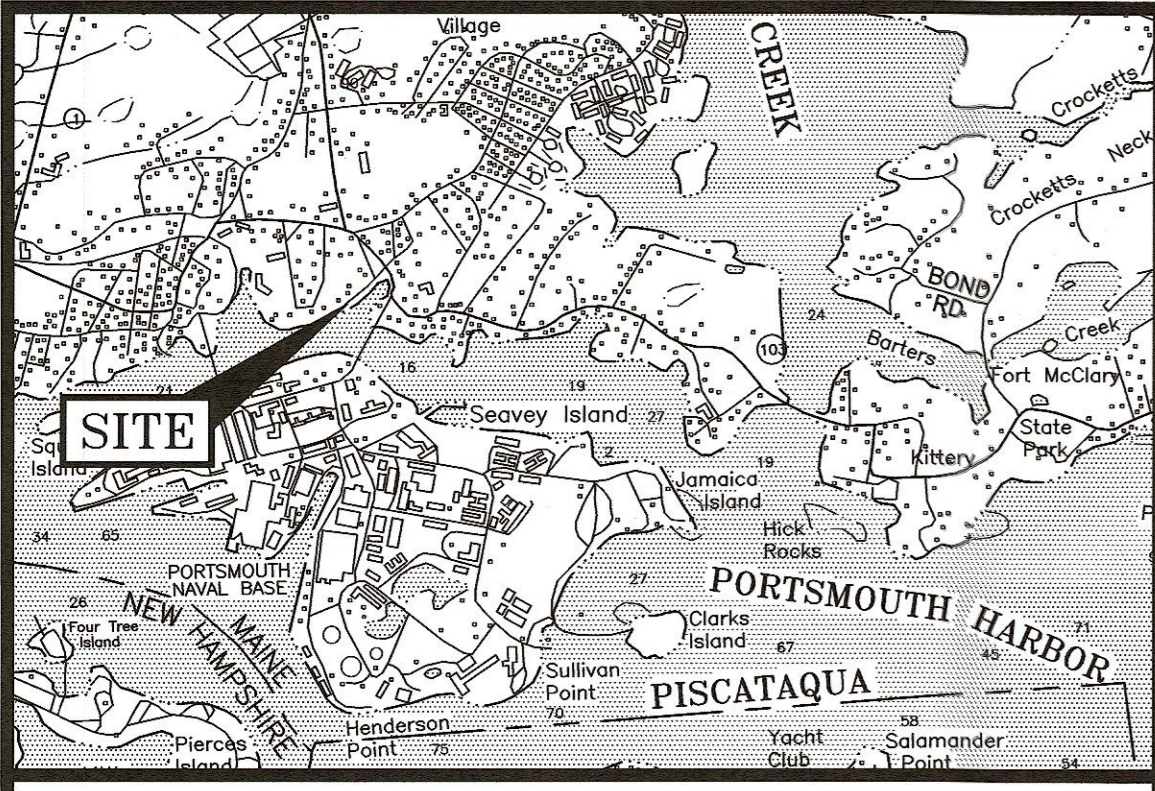 Village
CREEK
Crocketts
Neck
1
Crocketts
BOND
RD.
24
Creek
Barters
103
Fort McClary
16
21
19
Seavey Island
27
SITE
State
Park
2
Kittery
19
Jamaica
Island
Hick
Rocks
34
65
PORTSMOUTH
NAVAL BASE
27
PORTSMOUTH HARBOR
26
NEW HAMPSHIRE
MAINE
Four Tree
Island
Clarks
Island
71
67
45
Sullivan
Point
PISCATAQUA
70
Henderson
Point
75
58
Pierces
Island
Yacht
Club
Salamander
Point
54